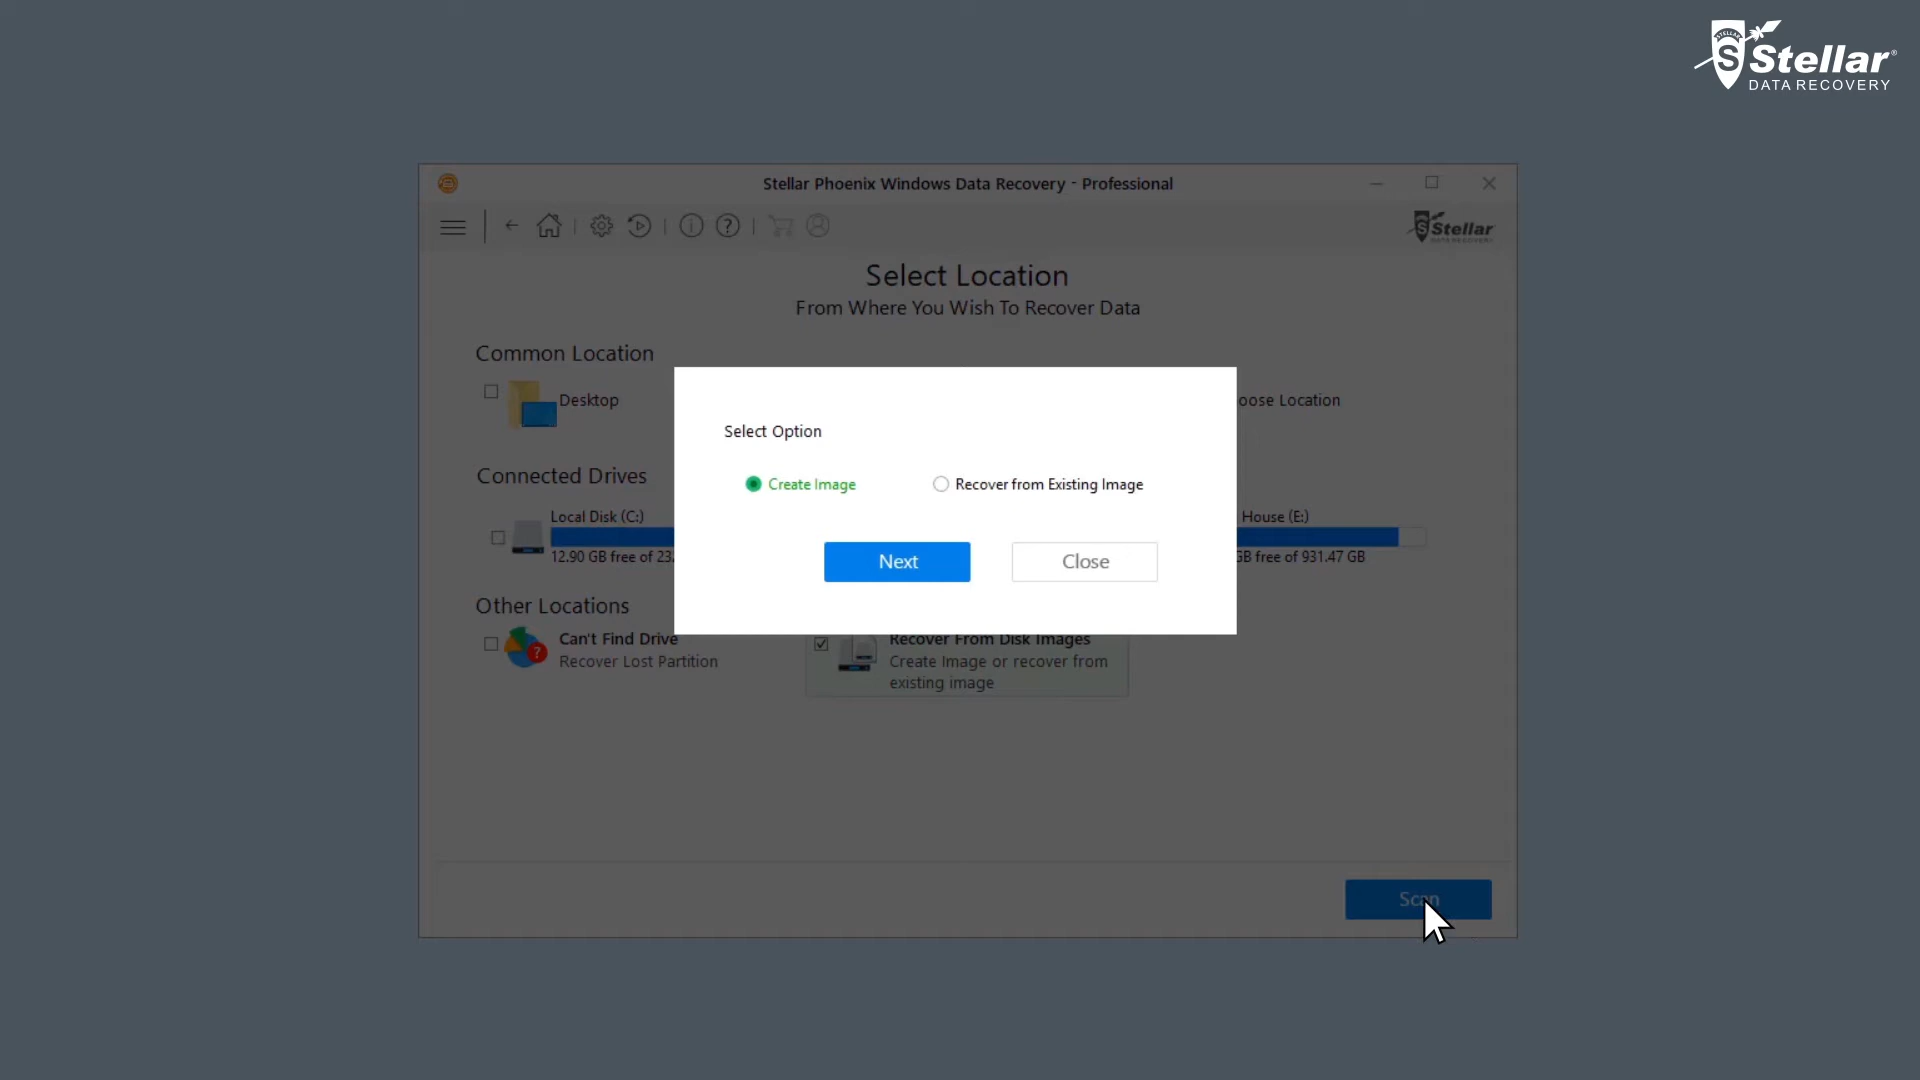 Stellar®
DATA RECOVERY
Stellar Phoenix Windows Data Recovery - Professional
Stellar
DATA RECOVERY
Select Location
From Where You Wish To Recover Data
Common Location
Desktop
oose Location
Select Option
Create Image
Recover from Existing Image
Next
Close
Connected Drives
Local Disk (C:)
12.90 GB free of 23
House (E:)
GB free of 931.47 GB
Other Locations
Can't Find Drive
Recover Lost Partition
Recover From Disk Images
Create Image or recover from
existing image
Scan